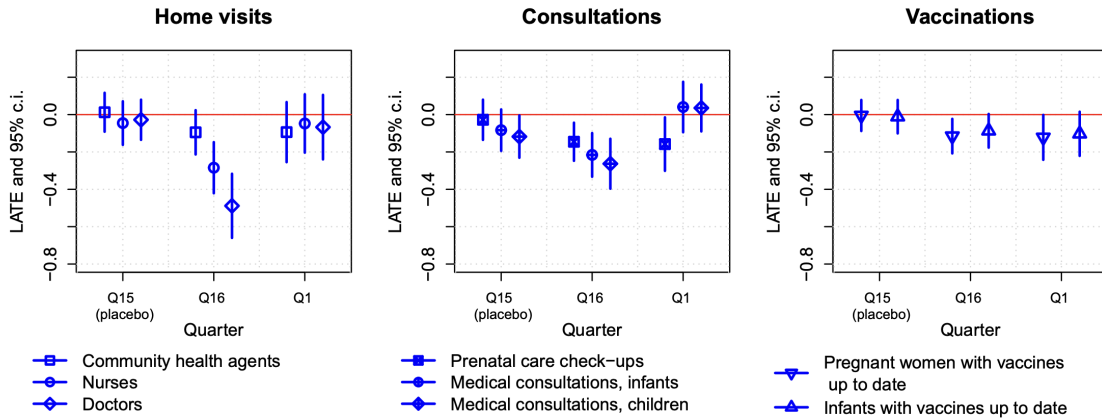 Home visits
LATE and 95% c.i.
0.0
−0.4
−0.8
Q15
(placebo)
Q16
Q1
Quarter
Community health agents
Nurses
Doctors
Consultations
LATE and 95% c.i.
0.0
−0.4
−0.8
Q15
(placebo)
Q16
Q1
Quarter
Prenatal care check−ups
Medical consultations, infants
Medical consultations, children
Vaccinations
LATE and 95% c.i.
0.0
−0.4
−0.8
Q15
(placebo)
Q16
Q1
Quarter
Pregnant women with vaccines
up to date
Infants with vaccines up to date